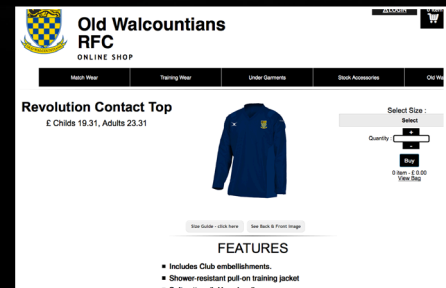 Old Walcountians
RFC
ONLINE SHOP
LOGIN
0 item
Match Wear
Training Wear
Under Garments
Stock Accessories
Old Wa
Revolution Contact Top
£ Childs 19.31, Adults 23.31
Select Size :
Select
+
Quantity :
-
Buy
0 item - £ 0.00
View Bag
Size Guide - click here
See Back & Front Image
FEATURES
Includes Club embellishments.
Shower-resistant pull-on training jacket